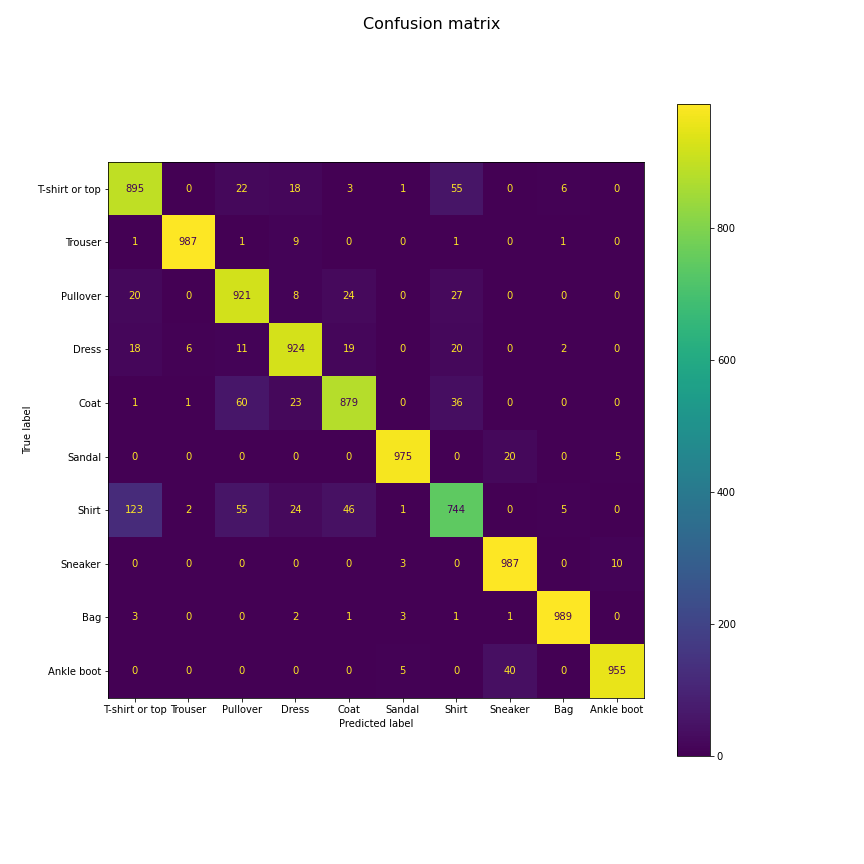 Confusion matrix
T-shirt or top 895 0 22 18 3 1 55 0 6 0
Trouser 1 987 1 9 0 0 1 0 1 0
Pullover 20 0 921 8 24 0 27 0 0 0
Dress 18 6 11 924 19 0 20 0 2 0
Coat 1 1 60 23 879 0 36 0 0 0
Sandal 0 0 0 0 0 975 0 20 0 5
Shirt 123 2 55 24 46 1 744 0 5 0
Sneaker 0 0 0 0 0 3 0 987 0 10
Bag 3 0 0 2 1 3 1 1 989 0
Ankle boot 0 0 0 0 0 5 0 40 0 955
T-shirt or top Trouser Pullover Dress Coat Sandal Shirt Sneaker Bag Ankle boot
Predicted label
True label
800
600
400
200
0